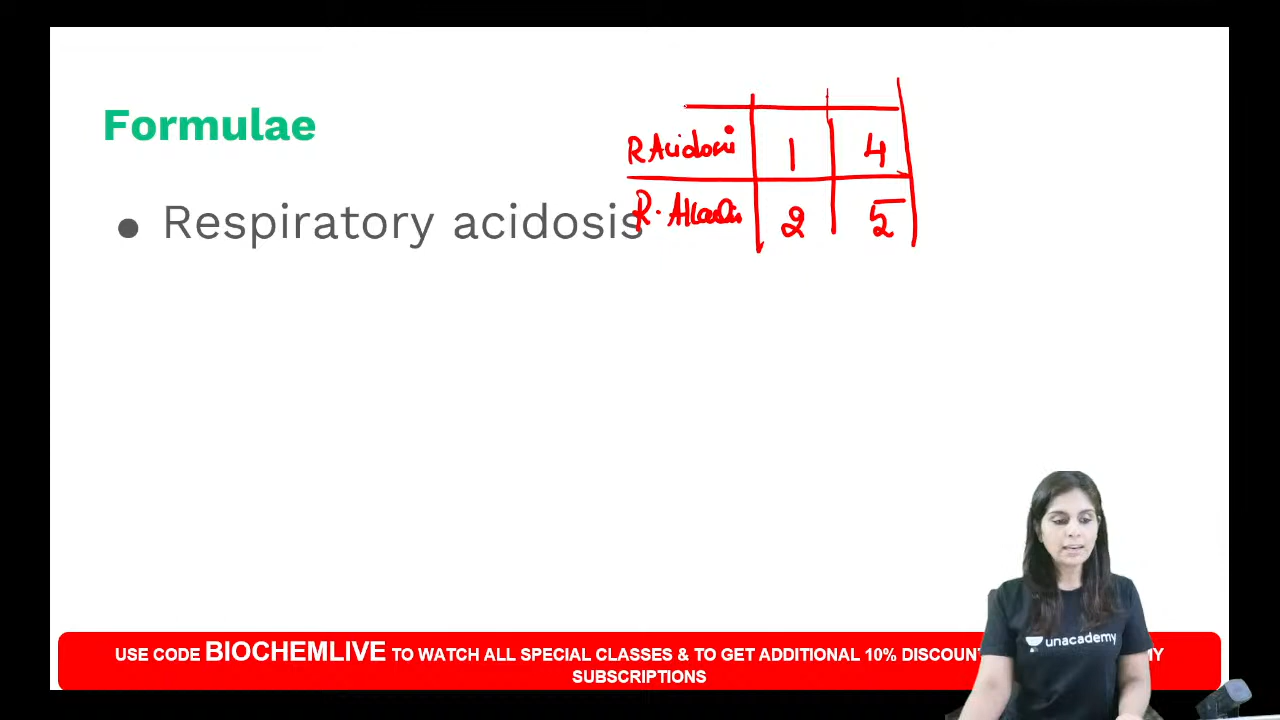 Formulae
R Acidosis 1 4
• Respiratory acidosis
R. Alkalosis 2 5
unacademy
USE CODE BIOCHEMLIVE TO WATCH ALL SPECIAL CLASSES & TO GET ADDITIONAL 10% DISCOUNT MY
SUBSCRIPTIONS